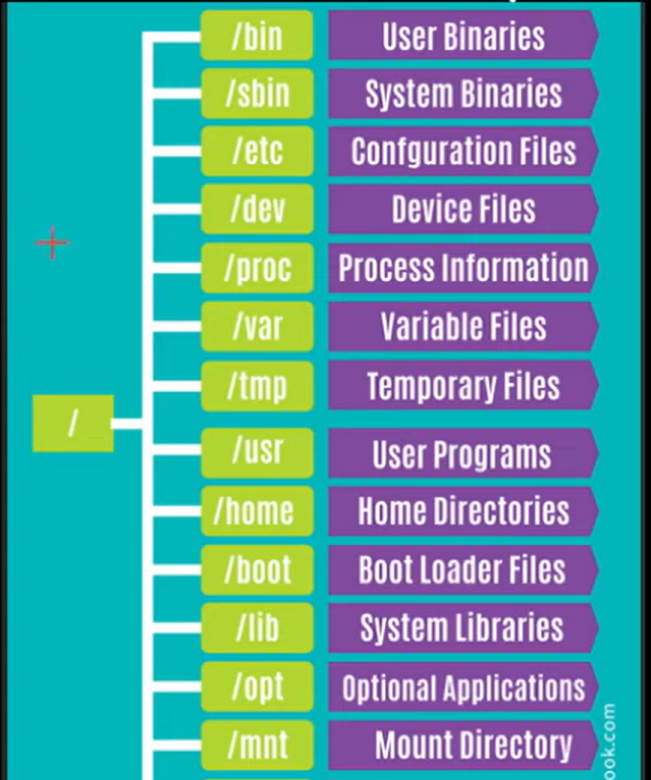 /bin User Binaries
/sbin System Binaries
/etc Confguration Files
/dev Device Files
/proc Process Information
/var Variable Files
/tmp Temporary Files
/
/usr User Programs
/home Home Directories
/boot Boot Loader Files
/lib System Libraries
/opt Optional Applications
/mnt Mount Directory
ook.com